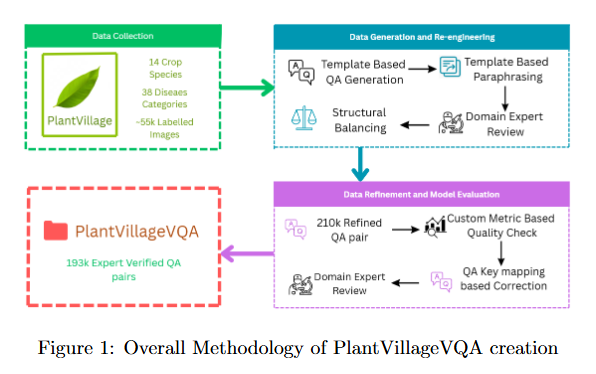 Data Collection
PlantVillage
14 Crop
Species
38 Diseaes
Categories
~55k Labelled
Images
Data Generation and Re-engineering
Template Based
QA Generation
Template Based
Paraphrasing
Domain Expert
Review
Structural
Balancing
Data Refinement and Model Evaluation
210k Refined
QA pair
Custom Metric Based
Quality Check
QA Key mapping
based Correction
Domain Expert
Review
PlantVillageVQA
193k Expert Verified QA
pairs
Figure 1: Overall Methodology of PlantVillageVQA creation